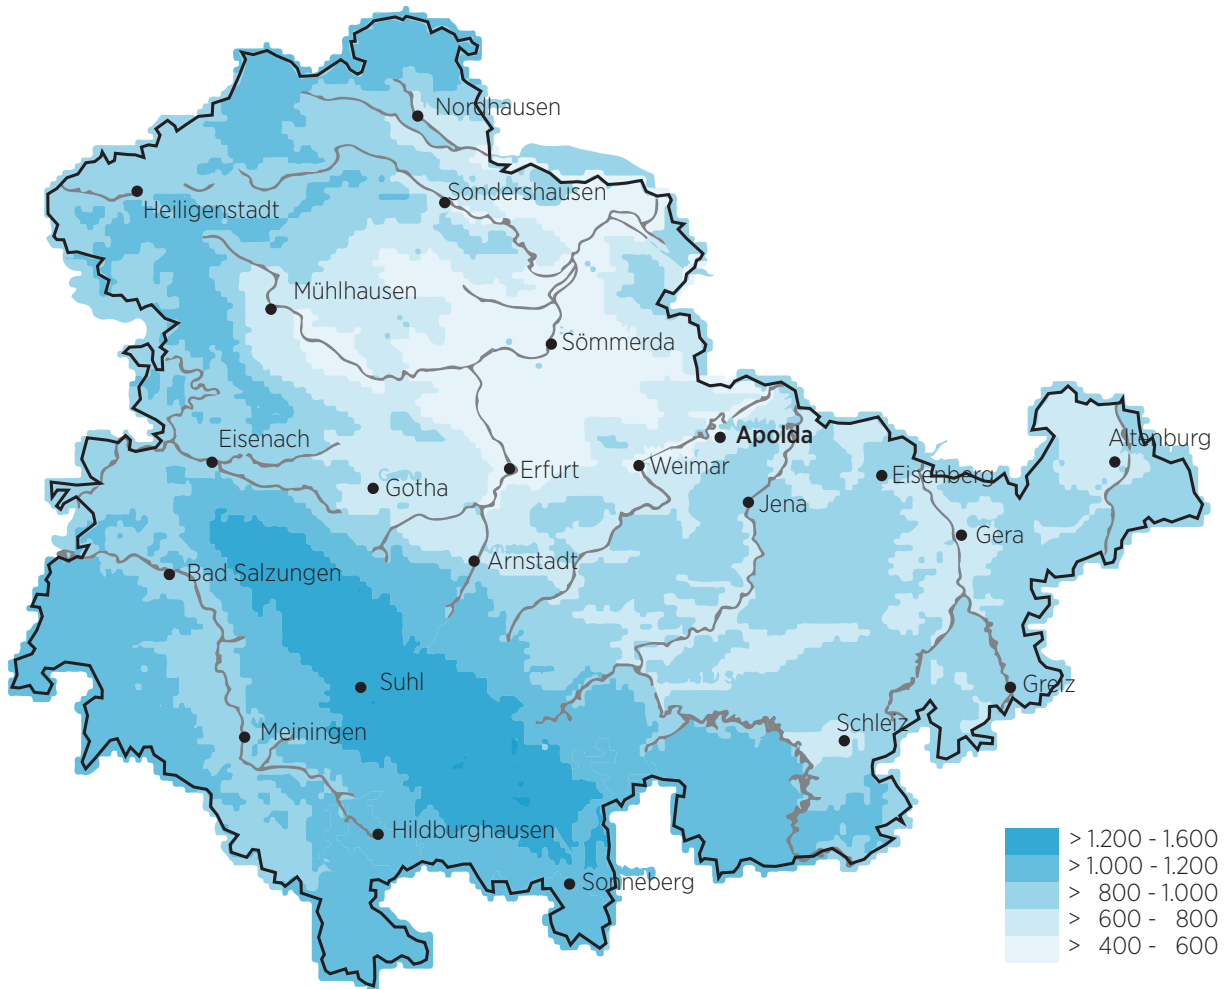 Nordhausen
Sondershausen
Heiligenstadt
Mühlhausen
Sömmerda
Apolda
Altenburg
Eisenach
Weimar
Erfurt
Eisenberg
Gotha
Jena
Gera
Arnstadt
Bad Salzungen
Suhl
Greiz
Schleiz
Meiningen
Hildburghausen
Sonneberg
> 1.200 - 1.600
> 1.000 - 1.200
> 800 - 1.000
> 600 - 800
> 400 - 600